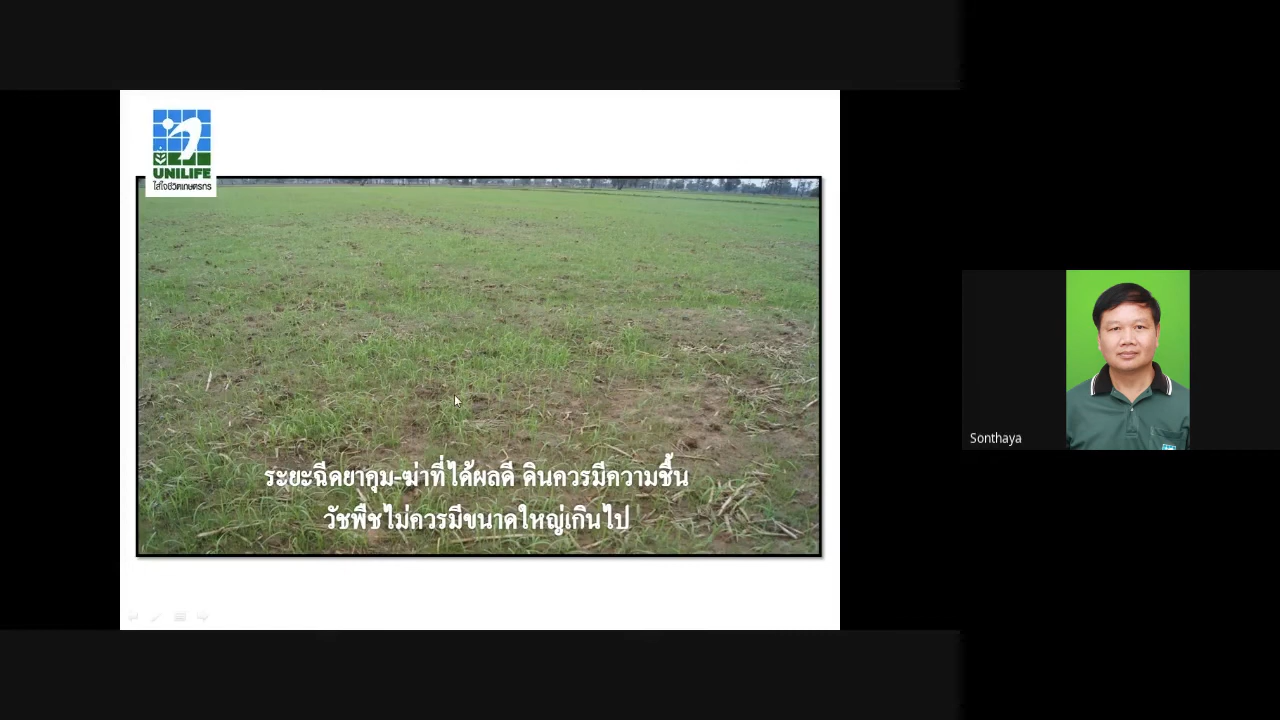 UNILIFE
ใส่ใจชีวิตเกษตรกร
ระยะฉีดยาคุม-ฆ่าที่ได้ผลดี ดินควรมีความชื้น
วัชพืชไม่ควรมีขนาดใหญ่เกินไป
Sonthaya